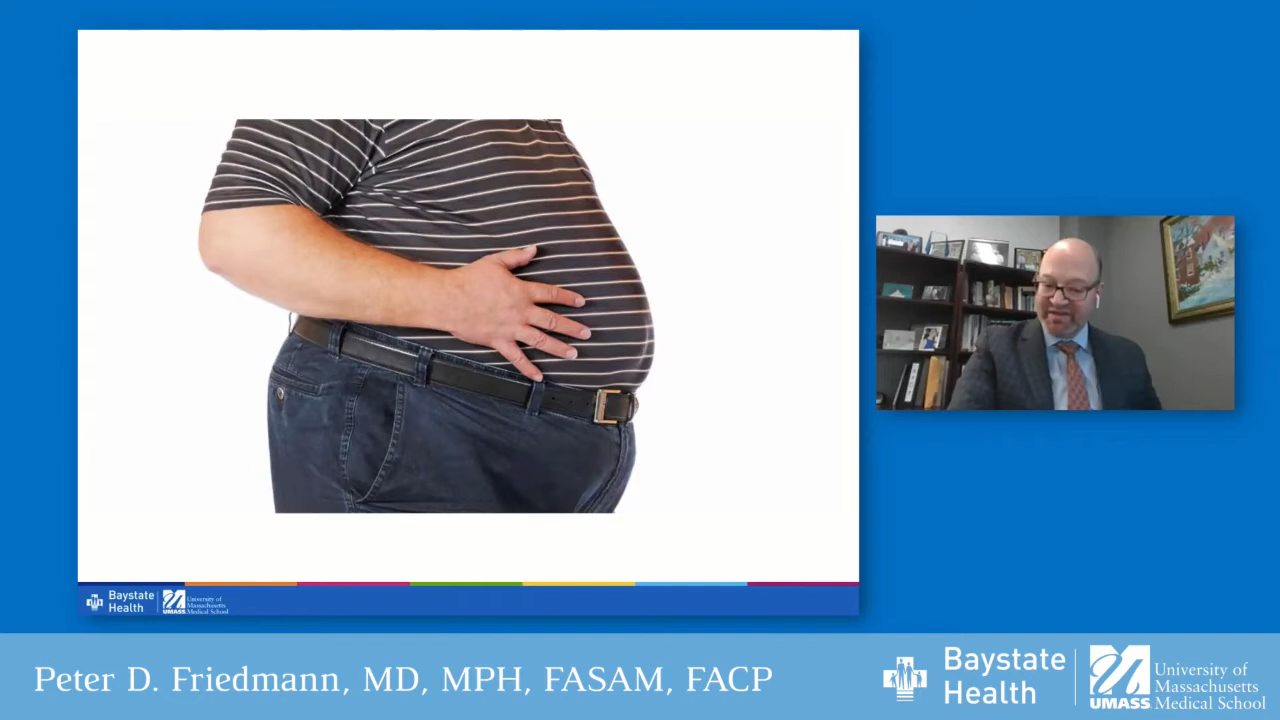 Baystate
Health
University of
Massachusetts
UMASS Medical School
Peter D. Friedmann, MD, MPH, FASAM, FACP
Baystate
Health
University of
Massachusetts
UMASS Medical School